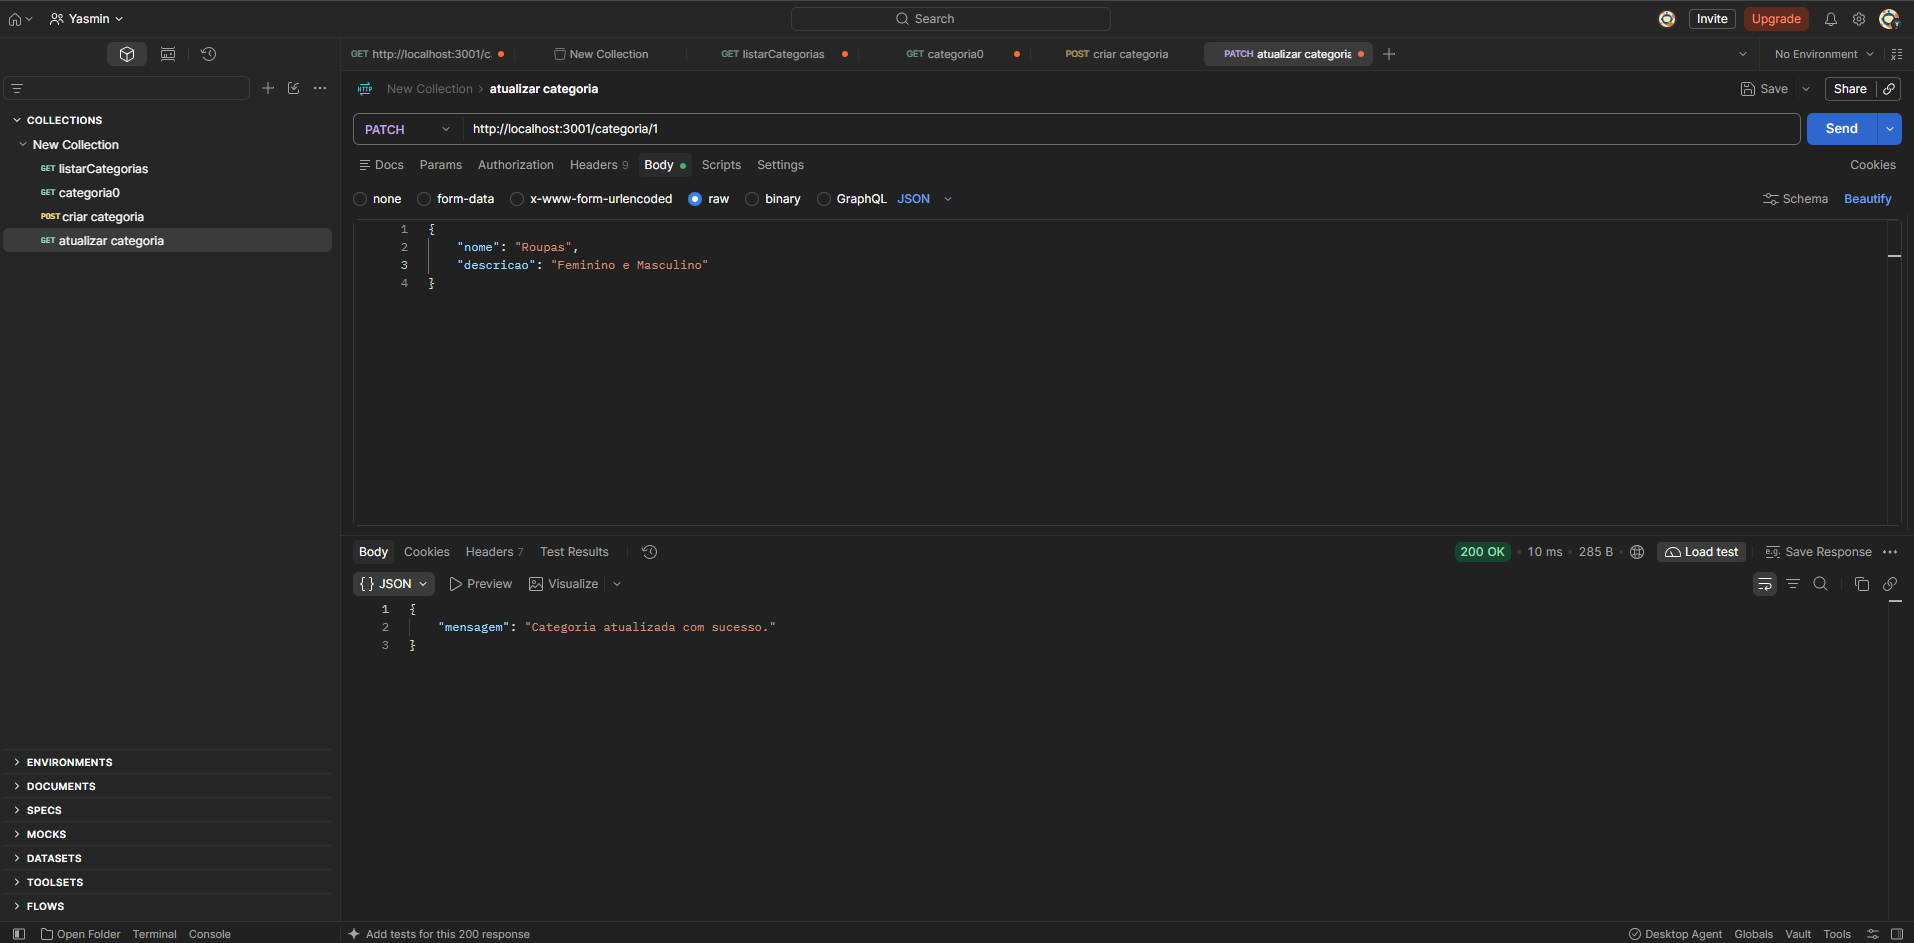 Yasmin
Search
Invite
Upgrade
GET http://localhost:3001/c
New Collection
GET listarCategorias
GET categoria0
POST criar categoria
PATCH atualizar categoria
No Environment
New Collection > atualizar categoria
Save
Share
COLLECTIONS
New Collection
GET listarCategorias
GET categoria0
POST criar categoria
GET atualizar categoria
PATCH
http://localhost:3001/categoria/1
Send
Docs
Params
Authorization
Headers 9
Body
Scripts
Settings
Cookies
none
form-data
x-www-form-urlencoded
raw
binary
GraphQL
JSON
Schema
Beautify
1 {
2 "nome": "Roupas",
3 "descricao": "Feminino e Masculino"
4 }
Body
Cookies
Headers 7
Test Results
200 OK
10 ms
285 B
Load test
e.g. Save Response
{} JSON
Preview
Visualize
1 {
2 "mensagem": "Categoria atualizada com sucesso."
3 }
ENVIRONMENTS
DOCUMENTS
SPECS
MOCKS
DATASETS
TOOLSETS
FLOWS
Open Folder
Terminal
Console
Add tests for this 200 response
Desktop Agent
Globals
Vault
Tools